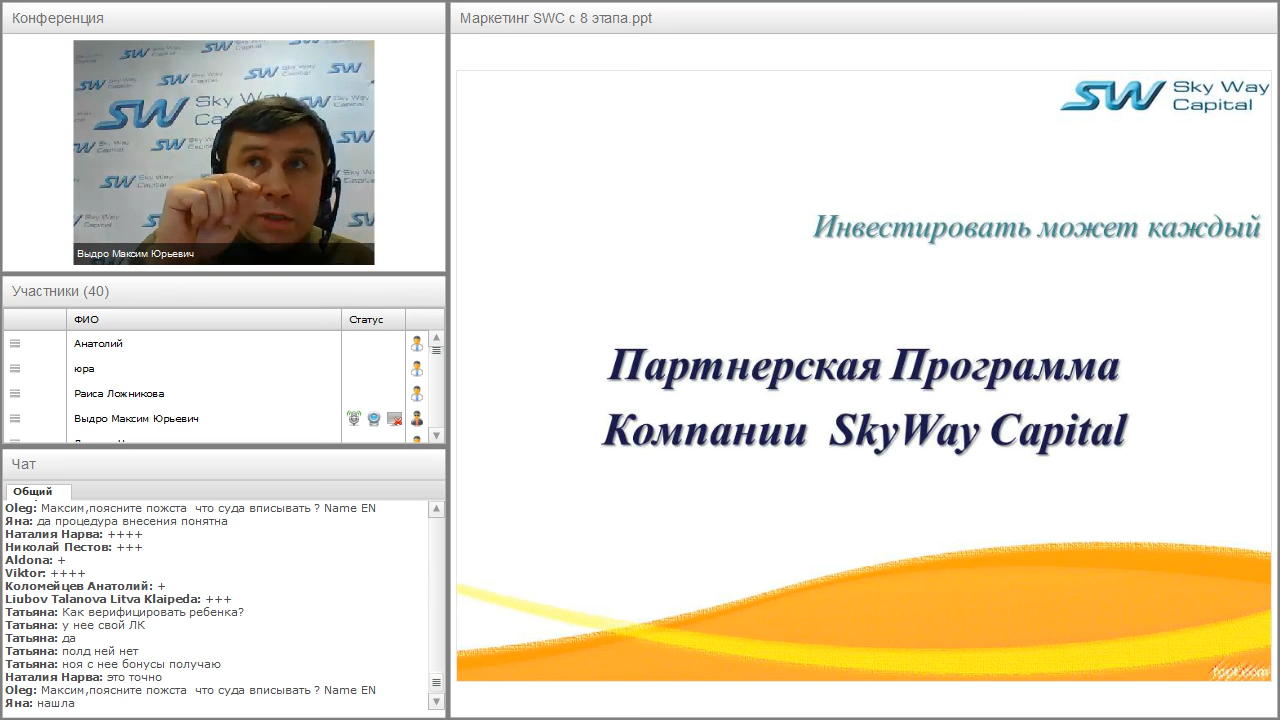 Конференция
Sky Way
Capital
Выдро Максим Юрьевич
Участники (40)
ФИО Статус
Анатолий
юра
Раиса Ложникова
Выдро Максим Юрьевич
Чат
Общий
Oleg: Максим,поясните пожста что суда вписывать ? Name EN
Яна: да процедура внесения понятна
Наталия Нарва: ++++
Николай Пестов: +++
Aldona: +
Viktor: ++++
Коломейцев Анатолий: +
Liubov Talanova Litva Klaipeda: +++
Татьяна: Как верифицировать ребенка?
Татьяна: у нее свой ЛК
Татьяна: да
Татьяна: полд ней нет
Татьяна: ноя с нее бонусы получаю
Наталия Нарва: это точно
Oleg: Максим,поясните пожста что суда вписывать ? Name EN
Яна: нашла
Маркетинг SWC с 8 этапа.ppt
SW Sky Way
Capital
Инвестировать может каждый
Партнерская Программа
Компании SkyWay Capital
fppt.com